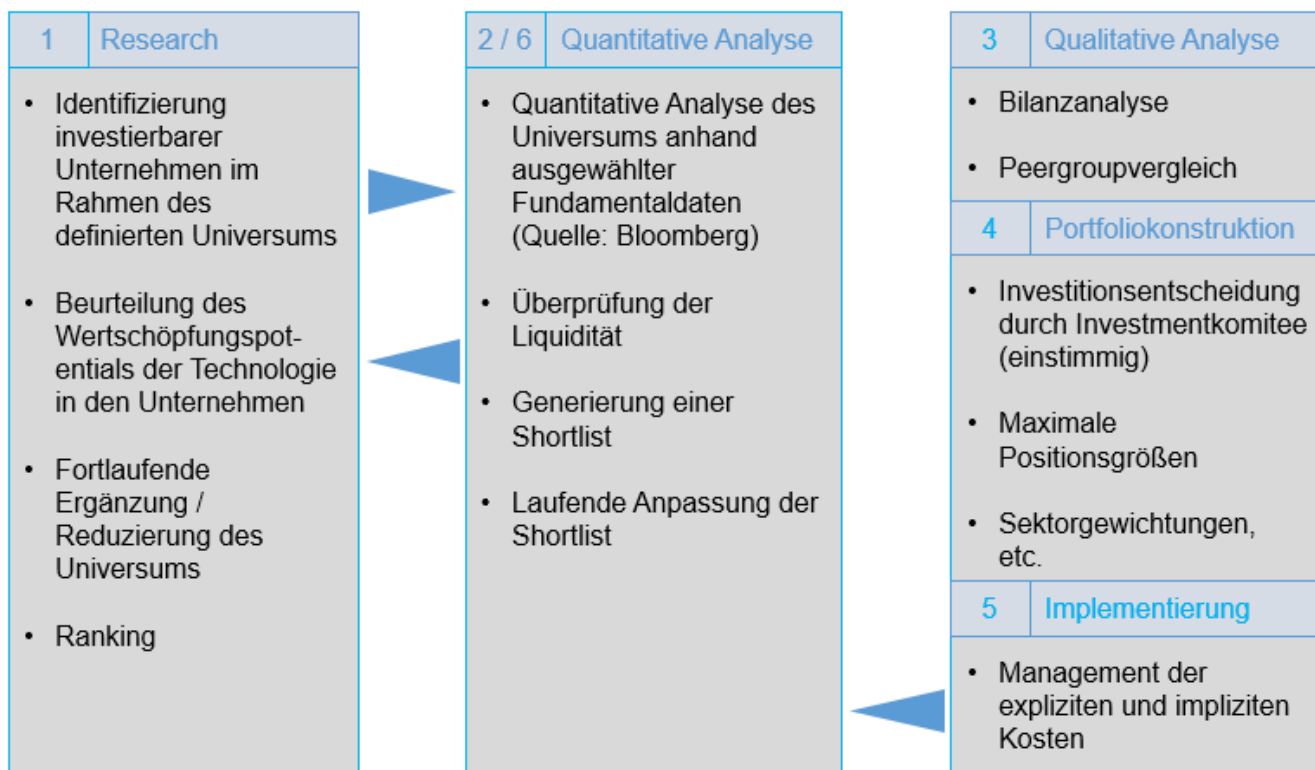 1 Research
• Identifizierung
investierbarer
Unternehmen im
Rahmen des
definierten Universums
• Beurteilung des
Wertschöpfungspot-
entials der Technologie
in den Unternehmen
• Fortlaufende
Ergänzung /
Reduzierung des
Universums
• Ranking
2 / 6 Quantitative Analyse
• Quantitative Analyse des
Universums anhand
ausgewählter
Fundamentaldaten
(Quelle: Bloomberg)
• Überprüfung der
Liquidität
• Generierung einer
Shortlist
• Laufende Anpassung der
Shortlist
3 Qualitative Analyse
• Bilanzanalyse
• Peergroupvergleich
4 Portfoliokonstruktion
• Investitionsentscheidung
durch Investmentkomitee
(einstimmig)
• Maximale
Positionsgrößen
• Sektorgewichtungen,
etc.
5 Implementierung
• Management der
expliziten und impliziten
Kosten